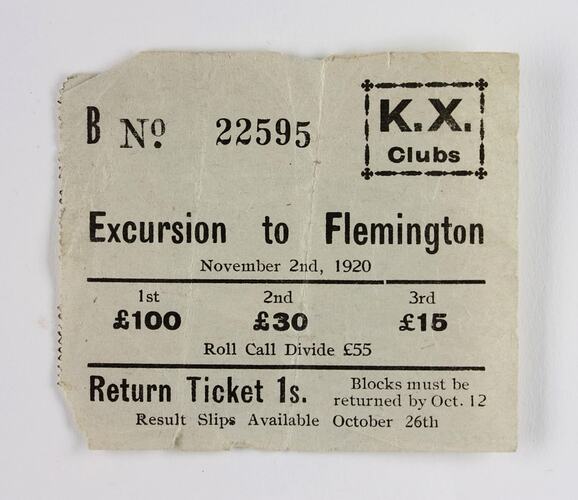 B Nº 22595
K.X.
Clubs
Excursion to Flemington
November 2nd, 1920
1st 2nd 3rd
£100 £30 £15
Roll Call Divide £55
Return Ticket 1s.
Blocks must be
returned by Oct. 12
Result Slips Available October 26th